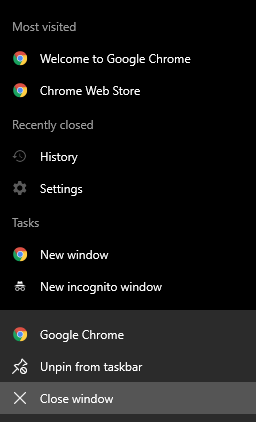 Most visited
Welcome to Google Chrome
Chrome Web Store
Recently closed
History
Settings
Tasks
New window
New incognito window
Google Chrome
Unpin from taskbar
Close window